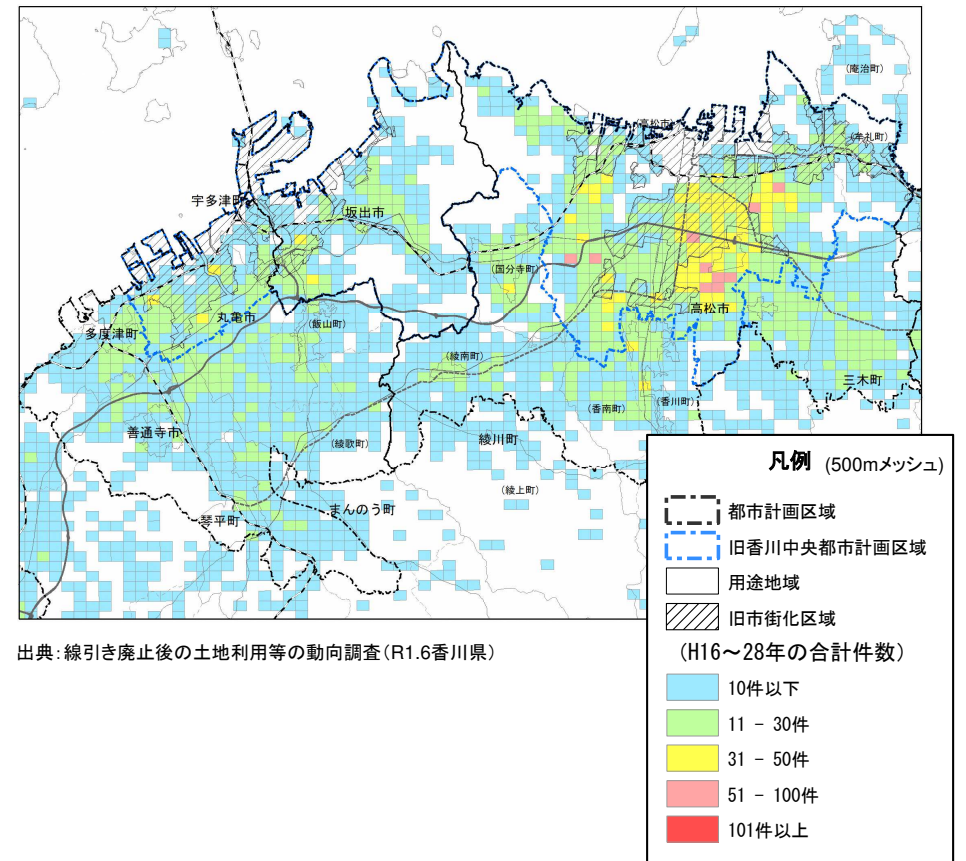 (庵治町)
(高松市)
(牟礼町)
宇多津町
坂出市
(国分寺町)
高松市
丸亀市
(飯山町)
多度津町
(綾南町)
三木町
(香南町)
(香川町)
善通寺市
(綾歌町)
綾川町
(綾上町)
琴平町
まんのう町
凡例 (500mメッシュ)
都市計画区域
旧香川中央都市計画区域
用途地域
旧市街化区域
(H16～28年の合計件数)
10件以下
11 - 30件
31 - 50件
51 - 100件
101件以上
出典:線引き廃止後の土地利用等の動向調査(R1.6香川県)